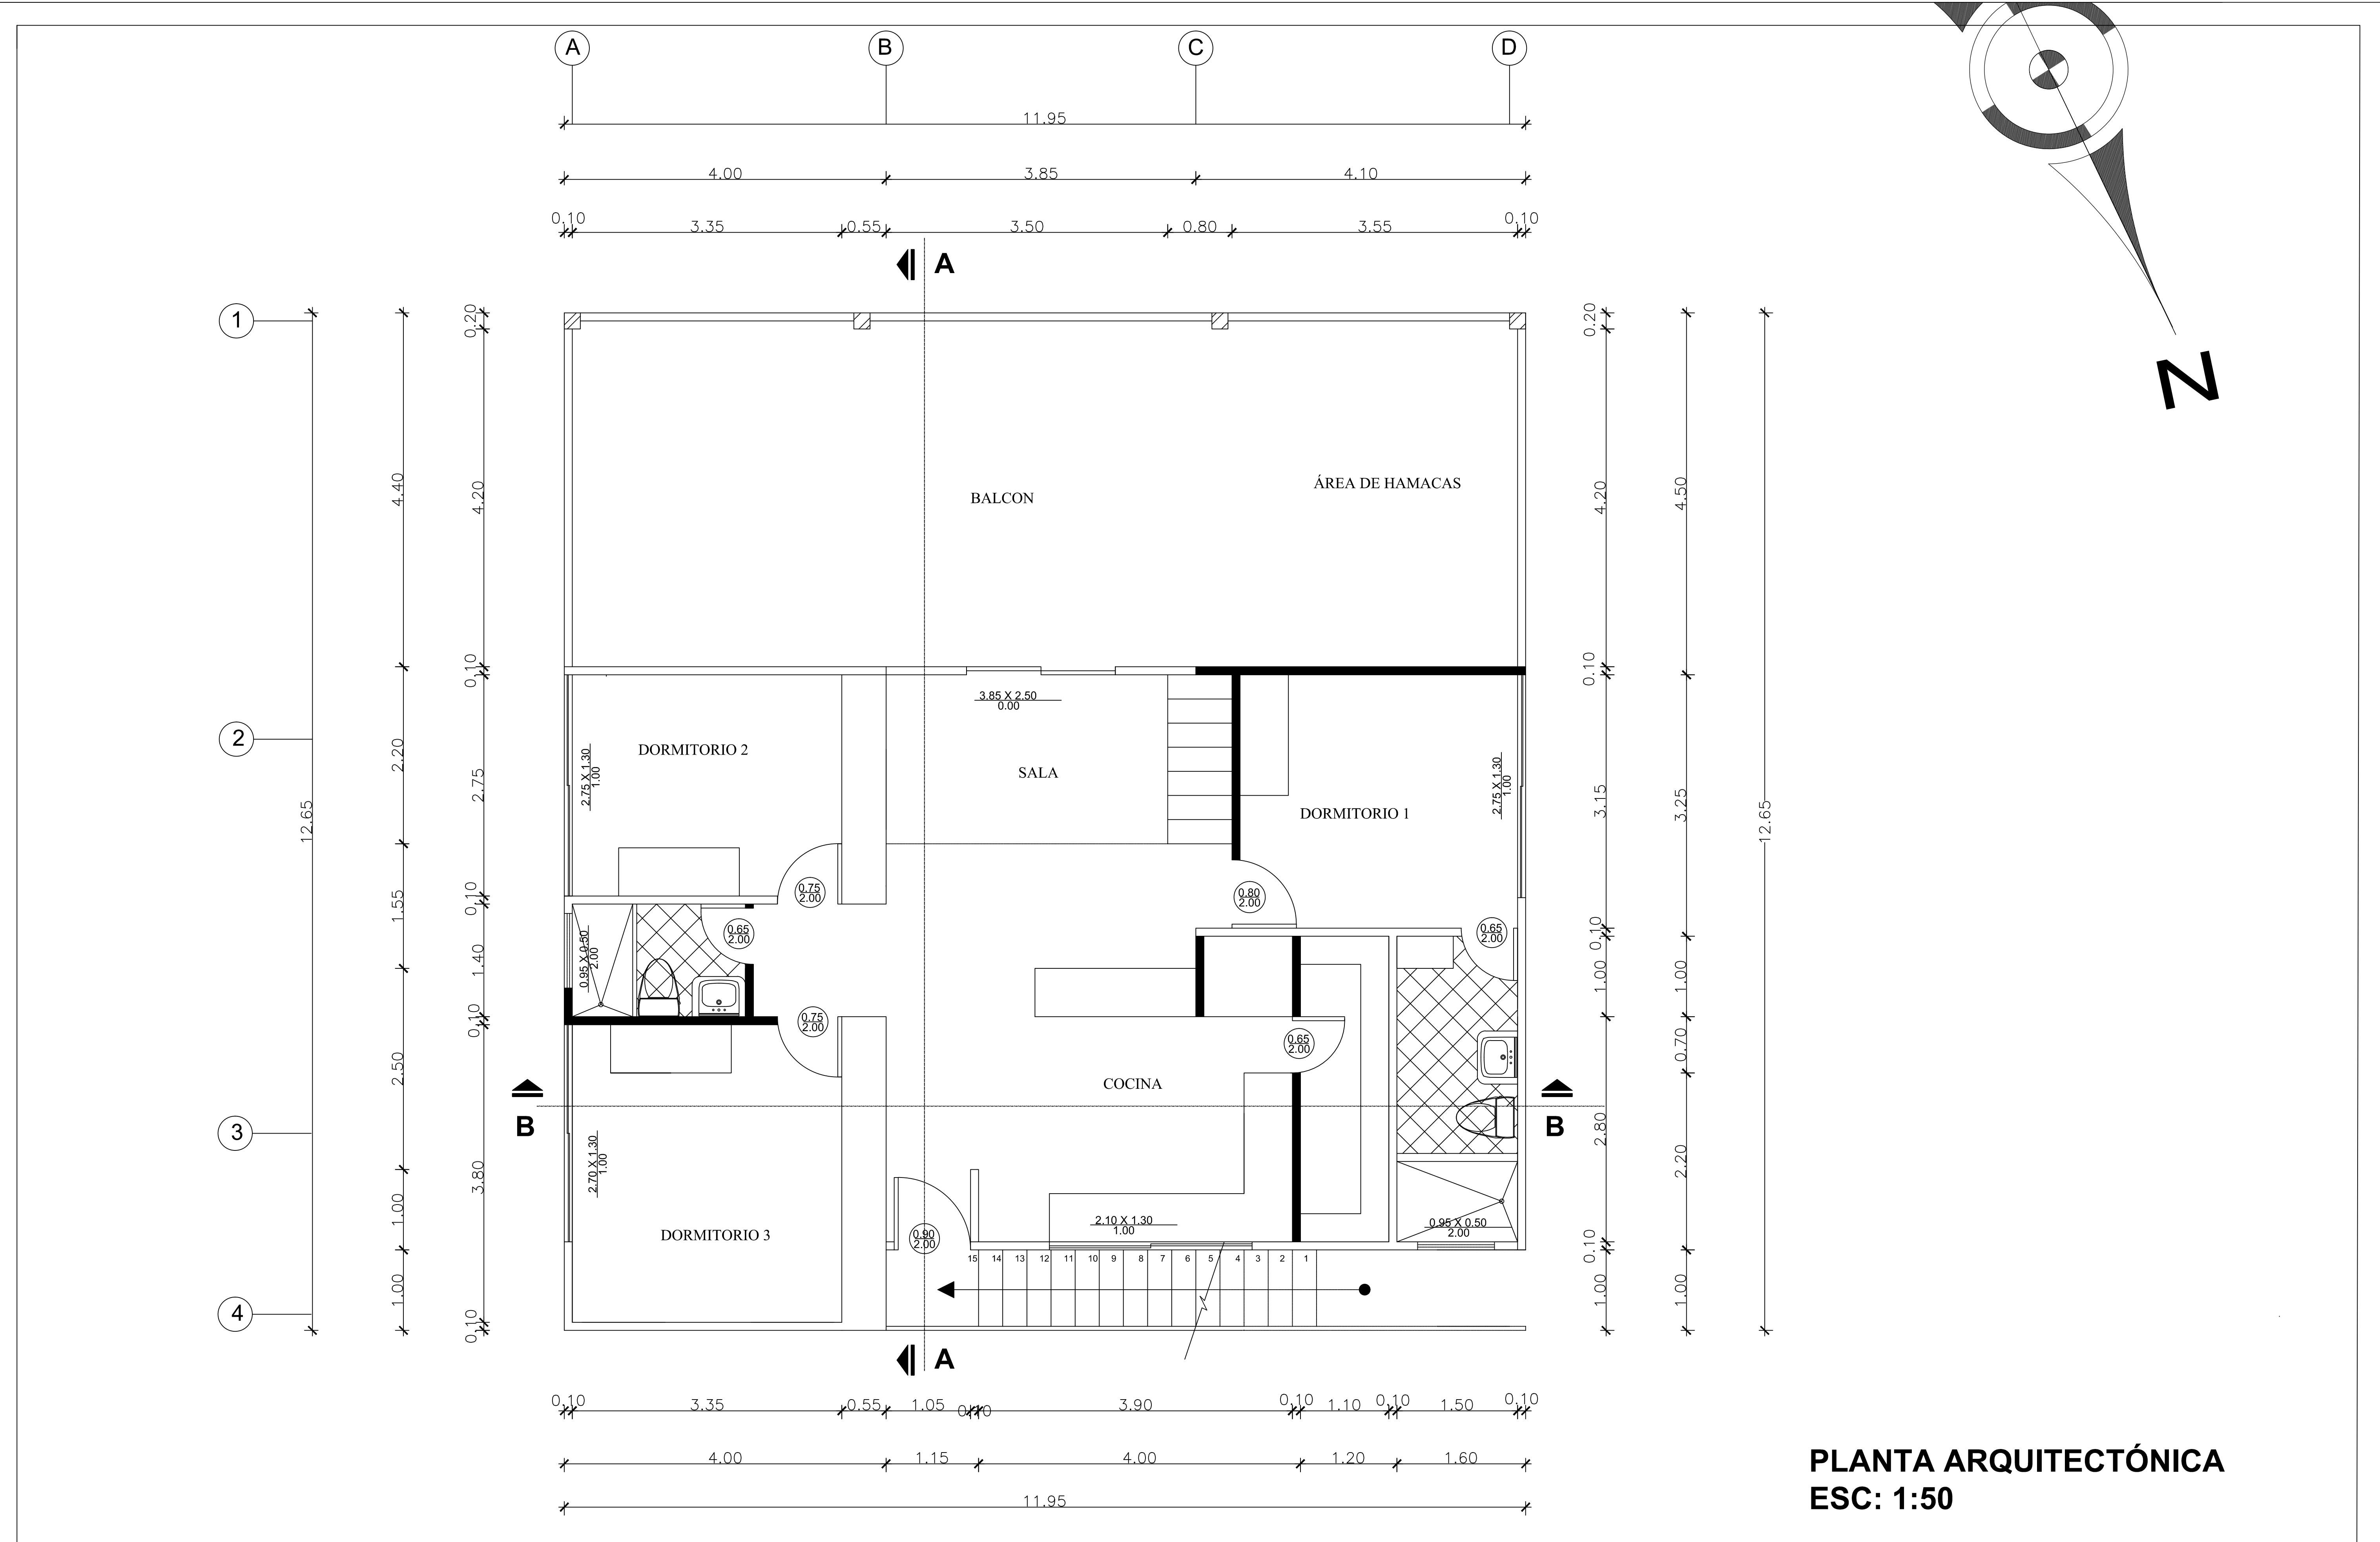 A B C D
11.95
4.00 3.85 4.10
0.10 3.35 0.55 3.50 0.80 3.55 0.10
A
N
1
2
3
4
12.65
4.40
2.20
1.55
2.50
1.00
1.00
0.20
4.20
0.10
2.75
0.10
1.40
0.10
3.80
0.10
BALCON
ÁREA DE HAMACAS
3.85 X 2.50
0.00
DORMITORIO 2
2.75 X 1.30
1.00
SALA
DORMITORIO 1
2.75 X 1.30
1.00
0.75
2.00
0.80
2.00
0.65
2.00
0.65
2.00
0.95 X 0.50
2.00
0.75
2.00
0.65
2.00
COCINA
B
B
2.70 X 1.30
1.00
DORMITORIO 3
0.90
2.00
2.10 X 1.30
1.00
0.95 X 0.50
2.00
15 14 13 12 11 10 9 8 7 6 5 4 3 2 1
A
0.20
4.20
0.10
3.15
0.10
1.00
2.80
0.10
1.00
4.50
3.25
1.00
0.70
2.20
1.00
12.65
0.10 3.35 0.55 1.05 0.10 3.90 0.10 1.10 0.10 1.50 0.10
4.00 1.15 4.00 1.20 1.60
11.95
PLANTA ARQUITECTÓNICA
ESC: 1:50